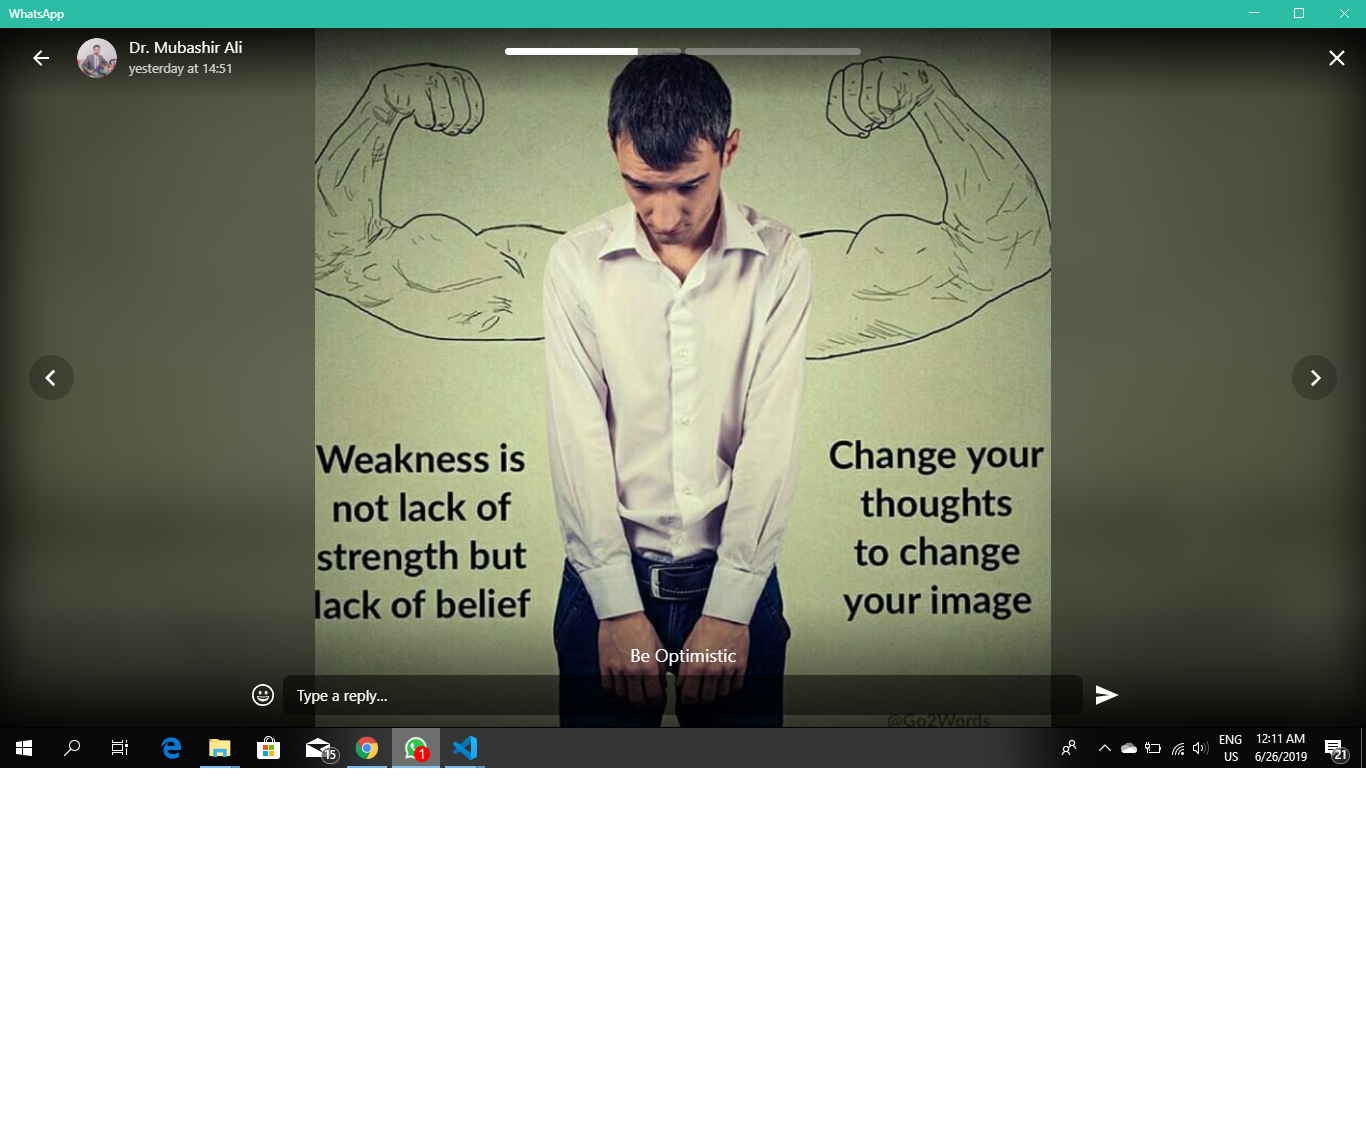 WhatsApp
Dr. Mubashir Ali
yesterday at 14:51
Weakness is
not lack of
strength but
lack of belief
Change your
thoughts
to change
your image
Be Optimistic
Type a reply...
@Go2Words
15
1
ENG
US
12:11 AM
6/26/2019
21